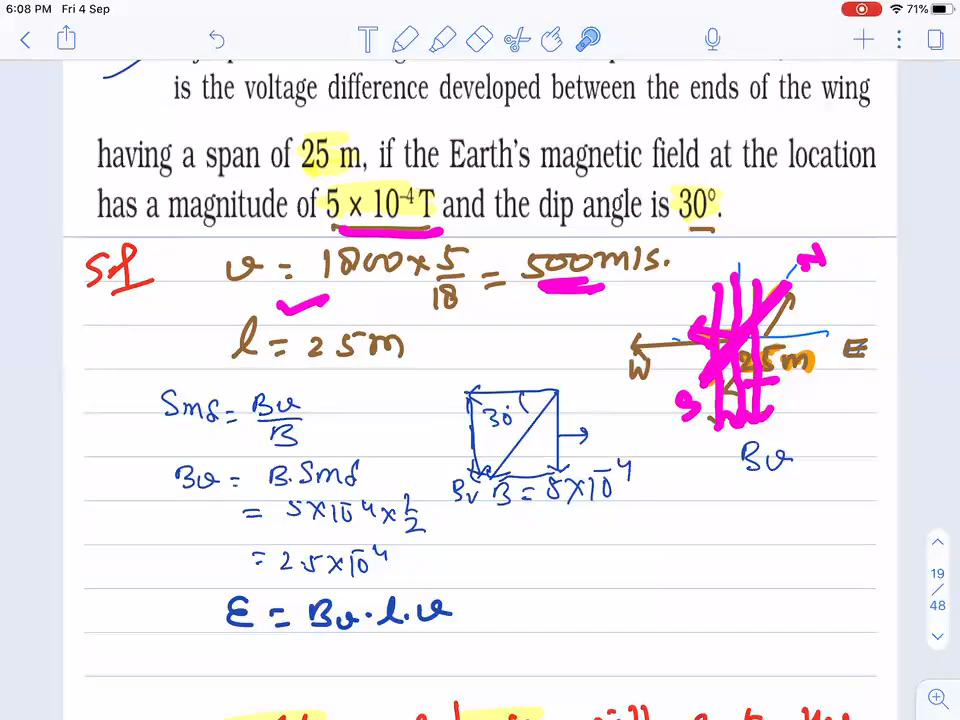 6:08 PM Fri 4 Sep
71%
is the voltage difference developed between the ends of the wing
having a span of 25 m, if the Earth's magnetic field at the location
has a magnitude of 5 × 10⁻⁴ T and the dip angle is 30°.
Sol
v = 1800 × 5/18 = 500 m/s.
N
l = 25m
W
25m
E
S
Sinδ = Bv/B
30°
Bv
Bv = B. Sinδ
Bv B = 5×10⁻⁴
= 5×10⁻⁴ × 1/2
= 2.5×10⁻⁴
19
/
48
ε = Bv. l. v